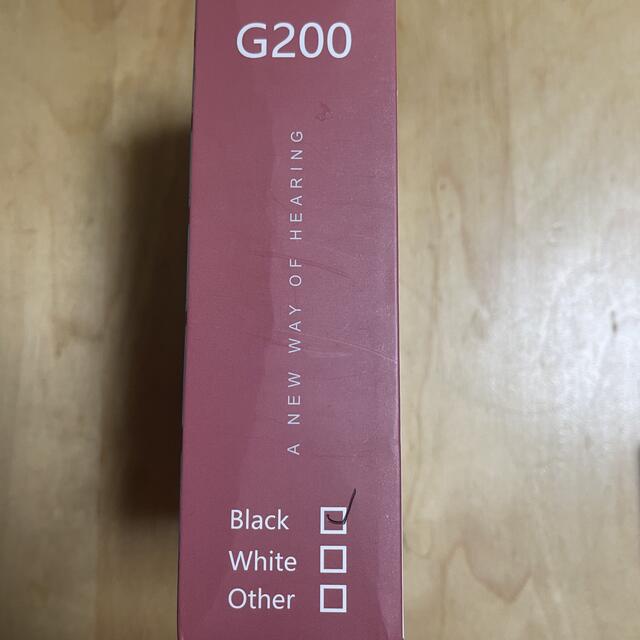 G200
A NEW WAY OF HEARING
Black
White
Other